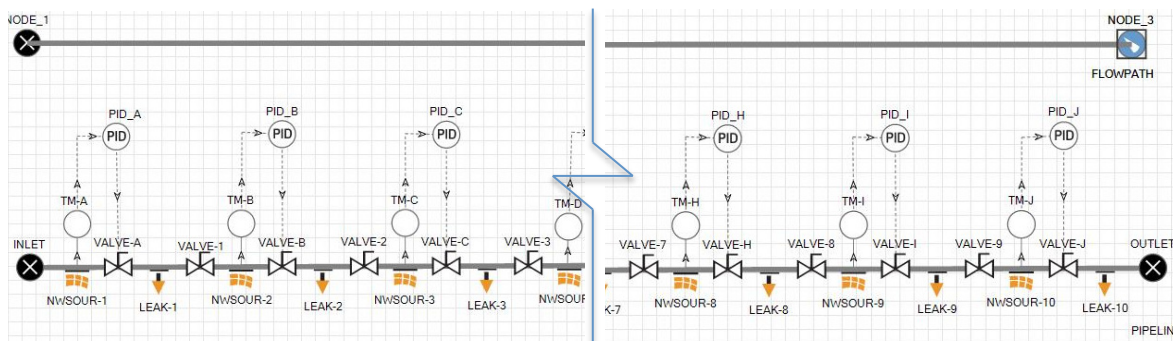 NODE_1
NODE_3
FLOWPATH
PID_A PID_B PID_C PID_H PID_I PID_J
PID PID PID PID PID PID
TM-A TM-B TM-C TM-D TM-H TM-I TM-J
INLET VALVE-A VALVE-1 VALVE-B VALVE-2 VALVE-C VALVE-3 VALVE-7 VALVE-H VALVE-8 VALVE-I VALVE-9 VALVE-J OUTLET
NWSOUR-1 LEAK-1 NWSOUR-2 LEAK-2 NWSOUR-3 LEAK-3 NWSOUR K-7 NWSOUR-8 LEAK-8 NWSOUR-9 LEAK-9 NWSOUR-10 LEAK-10
PIPELIN